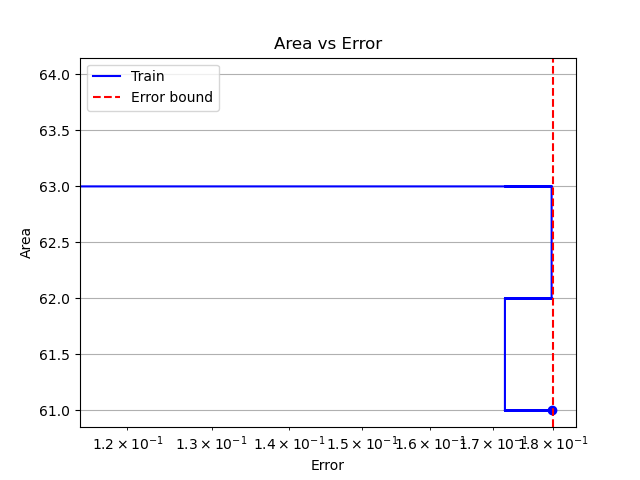 Area vs Error
Train
Error bound
64.0
63.5
63.0
62.5
62.0
61.5
61.0
Area
1.2 × 10⁻¹ 1.3 × 10⁻¹ 1.4 × 10⁻¹ 1.5 × 10⁻¹ 1.6 × 10⁻¹ 1.7 × 10⁻¹ 1.8 × 10⁻¹
Error